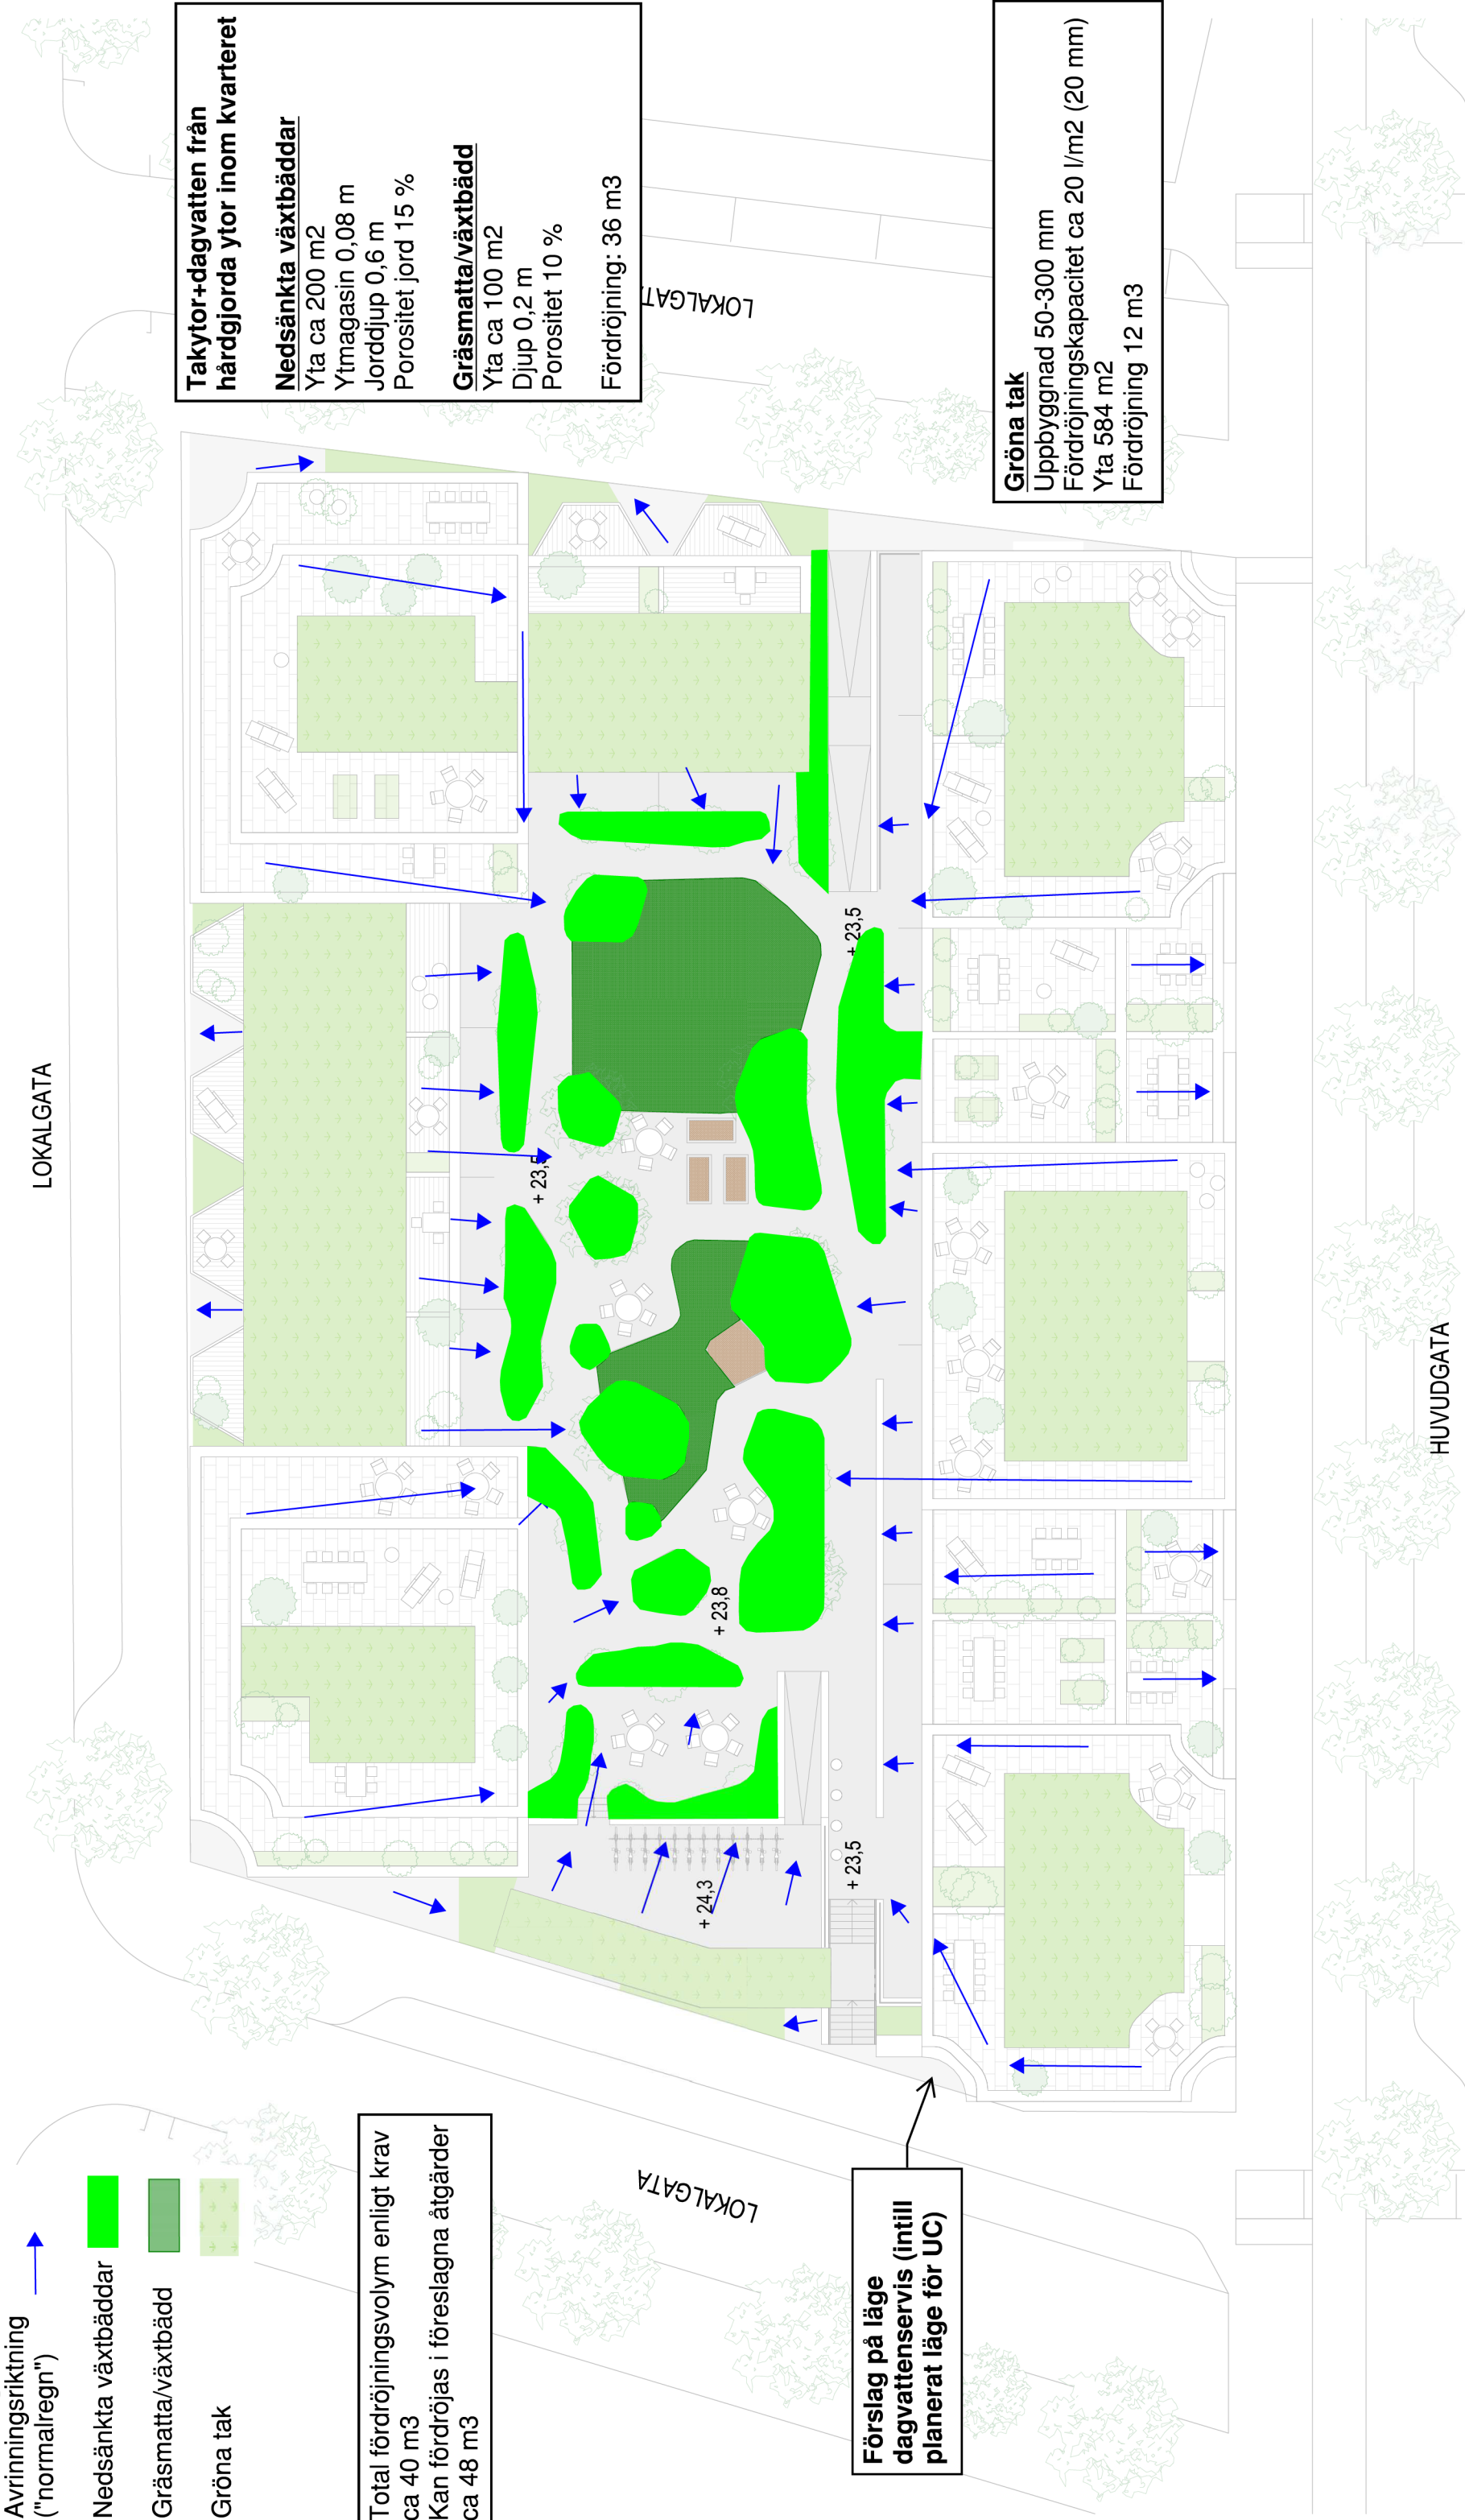 Avrinningsriktning
("normalregn")
Nedsänkta växtbäddar
Gräsmatta/växtbädd
Gröna tak
Total fördröjningsvolym enligt krav
ca 40 m3
Kan fördröjas i föreslagna åtgärder
ca 48 m3
Förslag på läge
dagvattenservis (intill
planerat läge för UC)
LOKALGATA
LOKALGATA
+ 24,3
+ 23,5
+ 23,8
+ 23,5
+ 23,5
HUVUDGATA
LOKALGATA
Takytor+dagvatten från
hårdgjorda ytor inom kvarteret
Nedsänkta växtbäddar
Yta ca 200 m2
Ytmagasin 0,08 m
Jorddjup 0,6 m
Porositet jord 15 %
Gräsmatta/växtbädd
Yta ca 100 m2
Djup 0,2 m
Porositet 10 %
Fördröjning: 36 m3
Gröna tak
Uppbyggnad 50-300 mm
Fördröjningskapacitet ca 20 l/m2 (20 mm)
Yta 584 m2
Fördröjning 12 m3